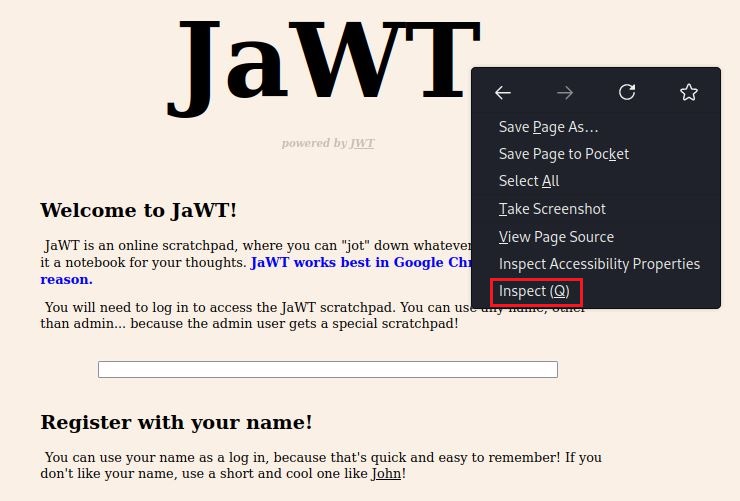 JaWT
powered by JWT
Save Page As…
Save Page to Pocket
Select All
Take Screenshot
View Page Source
Inspect Accessibility Properties
Inspect (Q)
Welcome to JaWT!
JaWT is an online scratchpad, where you can "jot" down whatever
it a notebook for your thoughts. JaWT works best in Google
reason.
You will need to log in to access the JaWT scratchpad. You can use any name, other
than admin... because the admin user gets a special scratchpad!
Register with your name!
You can use your name as a log in, because that's quick and easy to remember! If you
don't like your name, use a short and cool one like John!